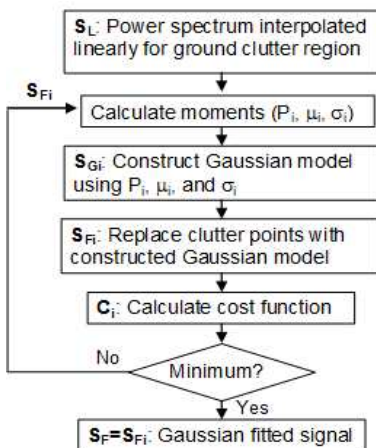 S_L: Power spectrum interpolated
linearly for ground clutter region
S_Fi
Calculate moments (P_i, μ_i, σ_i)
S_Gi: Construct Gaussian model
using P_i, μ_i, and σ_i
S_Fi: Replace clutter points with
constructed Gaussian model
C_i: Calculate cost function
No
Minimum?
Yes
S_F=S_Fi: Gaussian fitted signal